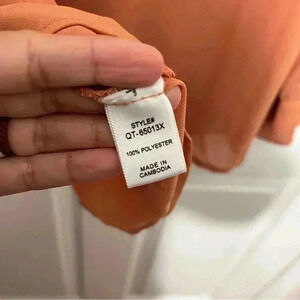 STYLE#
QT-65013X
100% POLYESTER
MADE IN
CAMBODIA